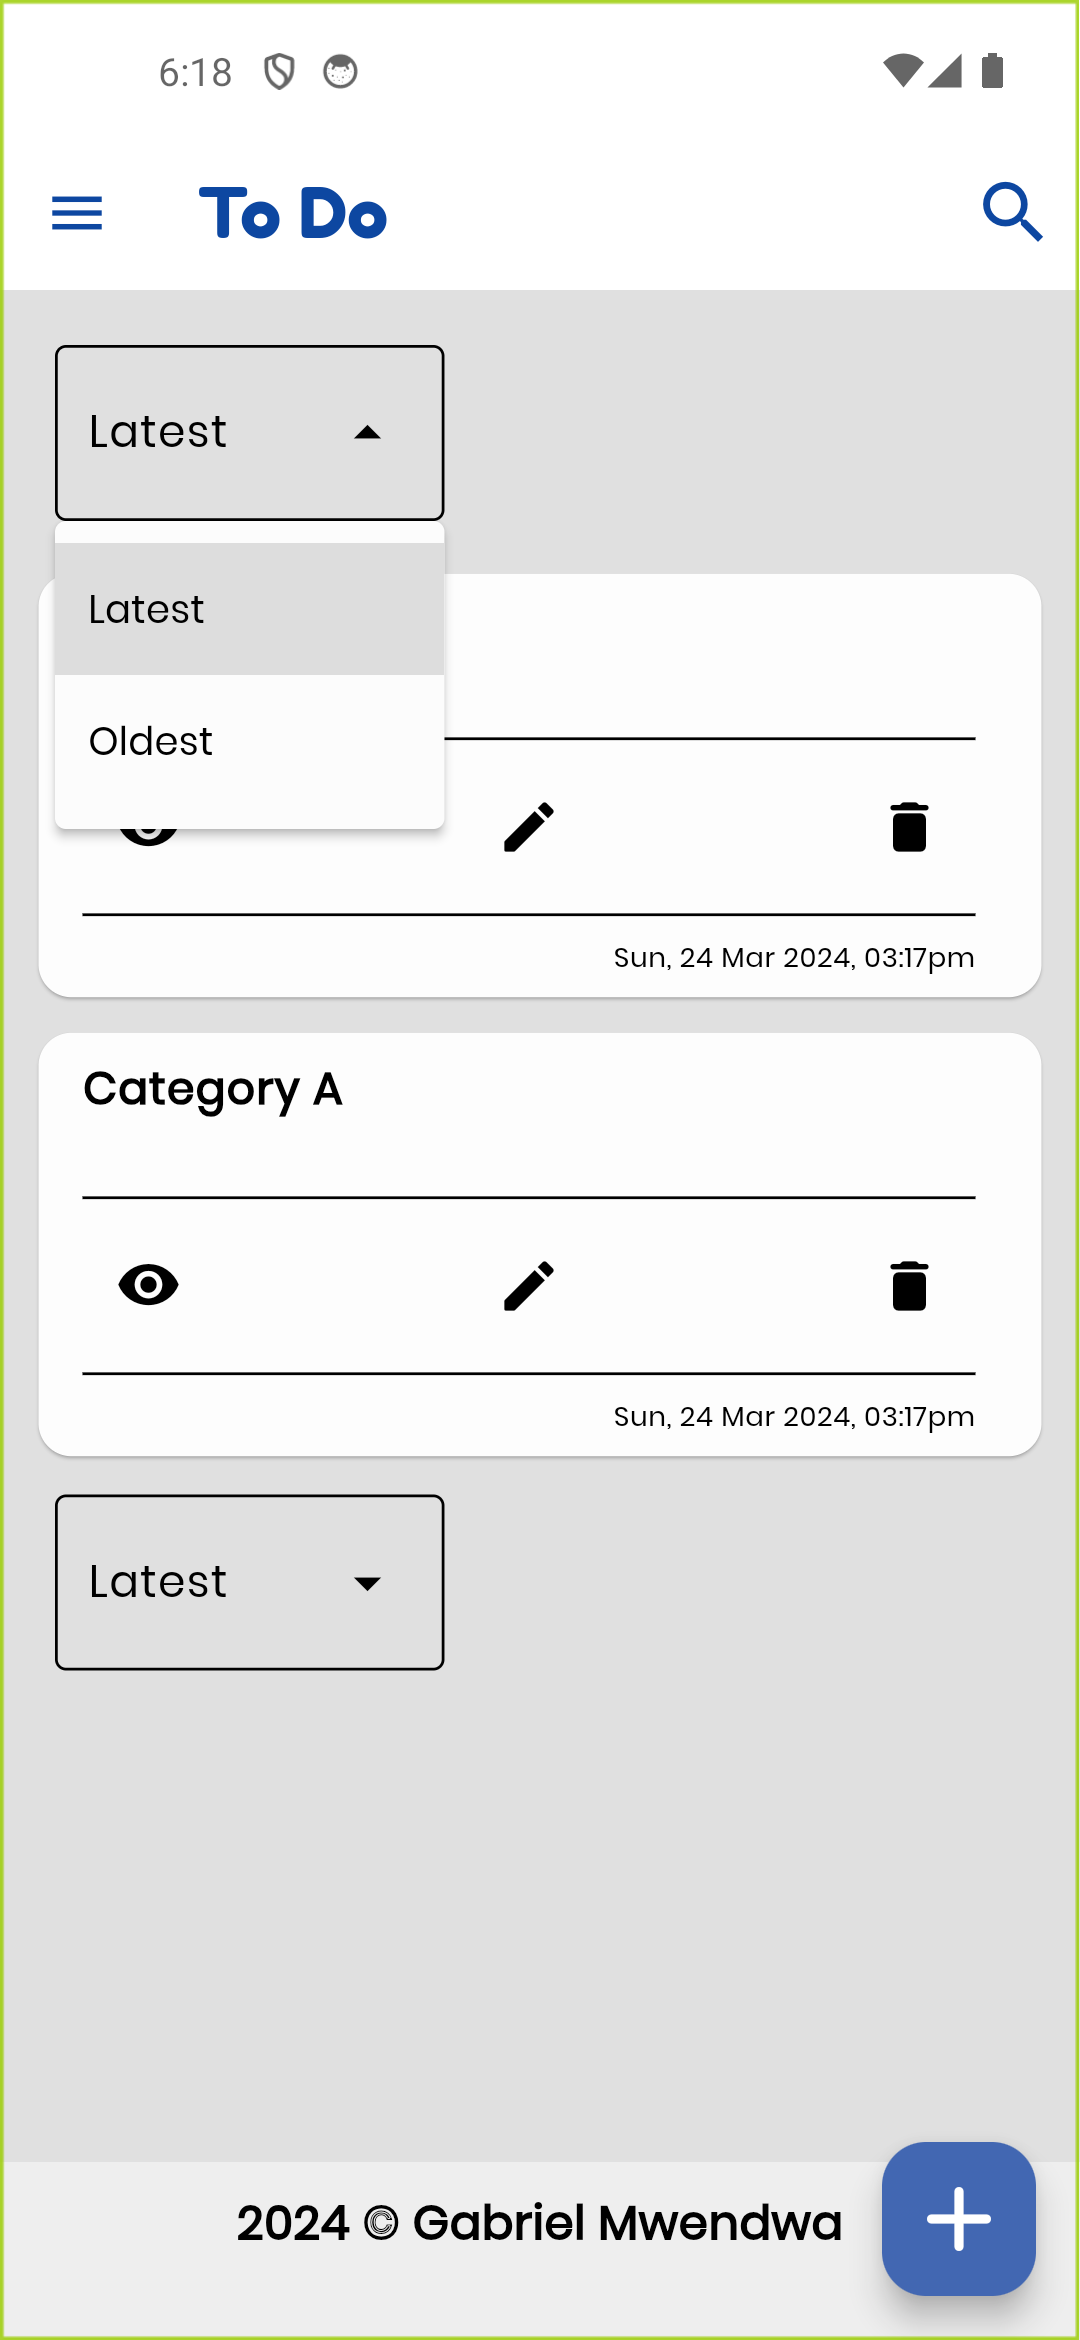 6:18
To Do
Latest
Latest
Oldest
Sun, 24 Mar 2024, 03:17pm
Category A
Sun, 24 Mar 2024, 03:17pm
Latest
2024 © Gabriel Mwendwa